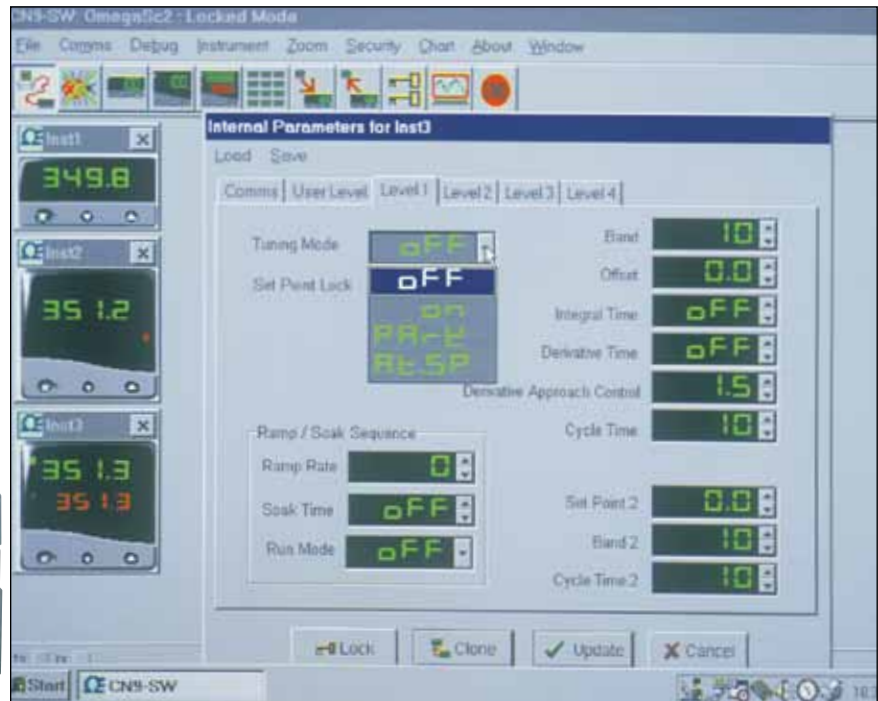 CN9-SW: OmegaSc2 : Locked Mode
File Comms Debug Instrument Zoom Security Chart About Window
Internal Parameters for Inst3
Load Save
Comms User Level Level 1 Level 2 Level 3 Level 4
Inst1
349.8
Inst2
351.2
Inst3
351.3
351.3
Tuning Mode oFF
oFF
on
PArk
At.SP
Set Point Lock
Ramp / Soak Sequence
Ramp Rate 0
Soak Time oFF
Run Mode oFF
Band 10
Offset 0.0
Integral Time oFF
Derivative Time oFF
Derivative Approach Control 1.5
Cycle Time 10
Set Point 2 0.0
Band 2 10
Cycle Time 2 10
Lock Clone Update Cancel
Start CN9-SW